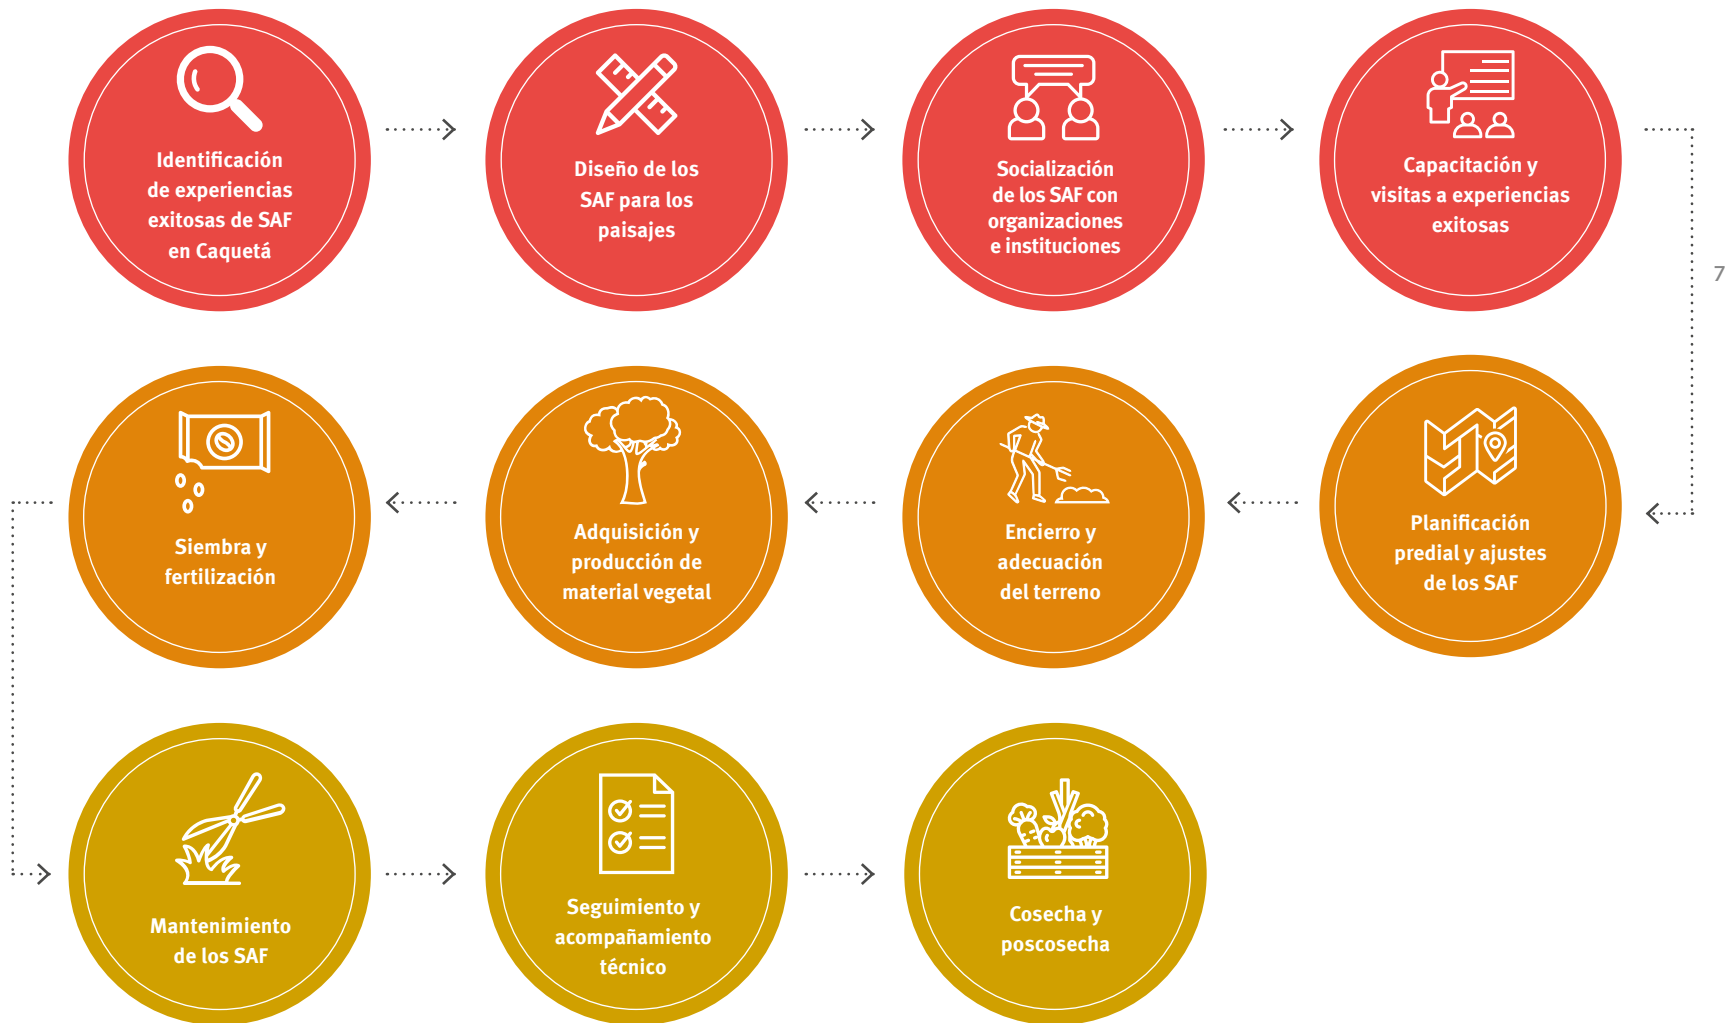 Identificación
de experiencias
exitosas de SAF
en Caquetá
Diseño de los
SAF para los
paisajes
Socialización
de los SAF con
organizaciones
e instituciones
Capacitación y
visitas a experiencias
exitosas
7
Planificación
predial y ajustes
de los SAF
Encierro y
adecuación
del terreno
Adquisición y
producción de
material vegetal
Siembra y
fertilización
Mantenimiento
de los SAF
Seguimiento y
acompañamiento
técnico
Cosecha y
poscosecha